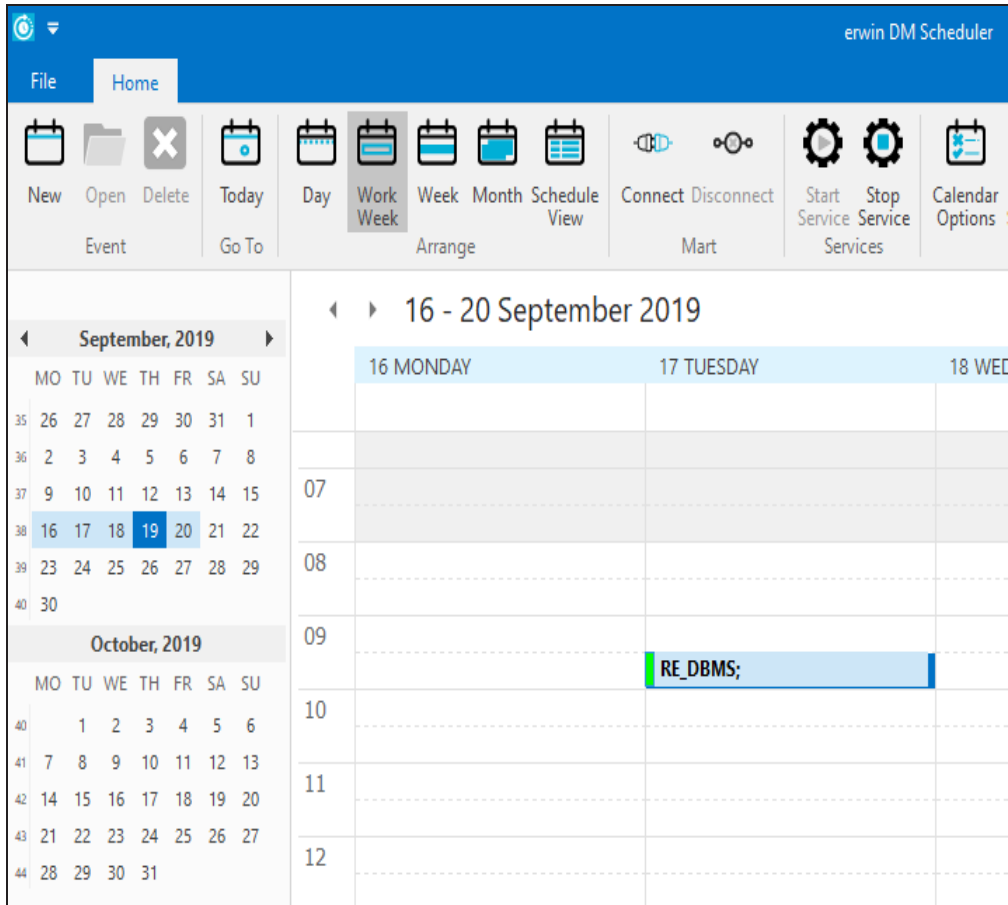 erwin DM Scheduler
File Home
New Open Delete Today Day Work Week Week Month Schedule View Connect Disconnect Start Service Stop Service Calendar Options
Event Go To Arrange Mart Services
16 - 20 September 2019
September, 2019
16 MONDAY 17 TUESDAY 18 WED
MO TU WE TH FR SA SU
35 26 27 28 29 30 31 1
36 2 3 4 5 6 7 8
37 9 10 11 12 13 14 15
38 16 17 18 19 20 21 22
39 23 24 25 26 27 28 29
40 30
October, 2019
MO TU WE TH FR SA SU
40 1 2 3 4 5 6
41 7 8 9 10 11 12 13
42 14 15 16 17 18 19 20
43 21 22 23 24 25 26 27
44 28 29 30 31
07
08
09
RE_DBMS;
10
11
12